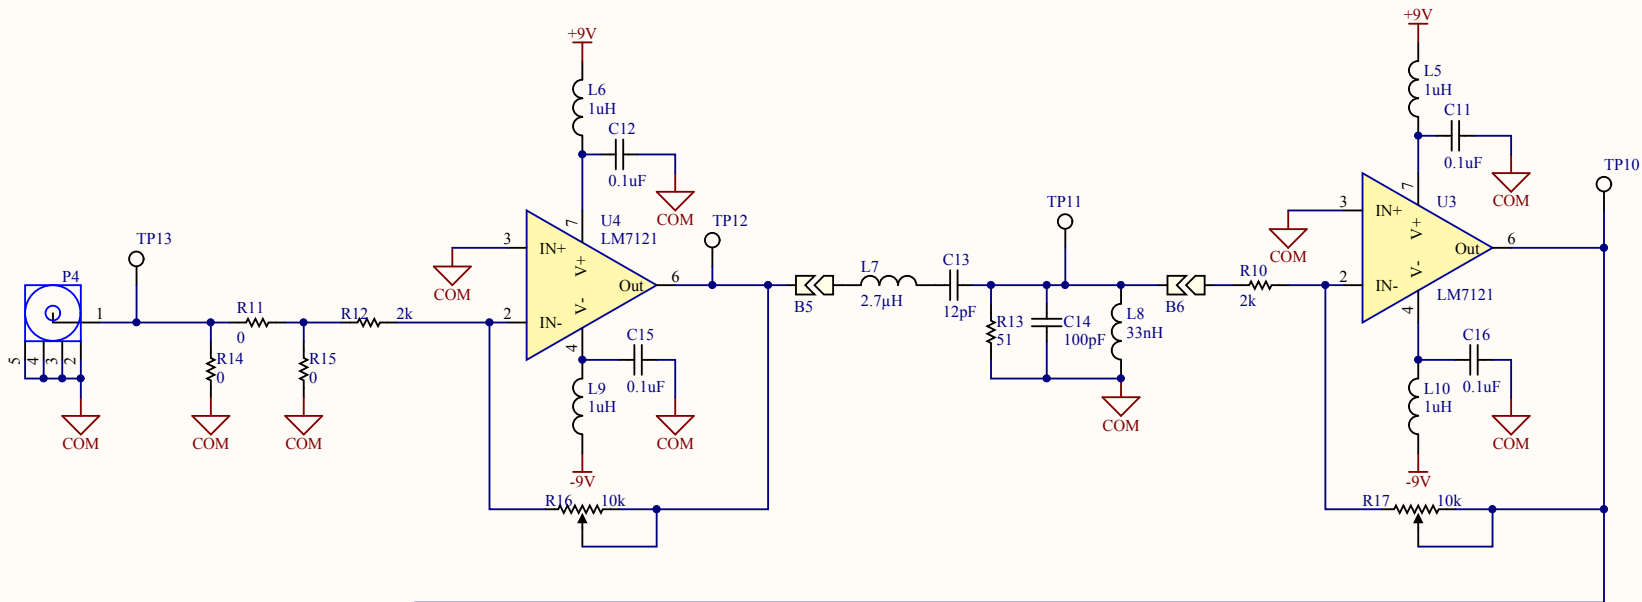 +9V
L6
1uH
C12
0.1uF
COM
U4
LM7121
7
V+
3
IN+
COM
TP12
6
Out
V-
2
IN-
4
TP13
P4
1
5
4
3
2
COM
R11
0
R14
0
COM
R15
0
COM
R12
2k
C15
0.1uF
COM
L9
1uH
-9V
R16
10k
B5
L7
2.7µH
C13
12pF
TP11
R13
51
C14
100pF
L8
33nH
COM
B6
R10
2k
+9V
L5
1uH
C11
0.1uF
COM
TP10
U3
7
V+
3
IN+
COM
6
Out
V-
2
IN-
LM7121
4
C16
0.1uF
COM
L10
1uH
-9V
R17
10k